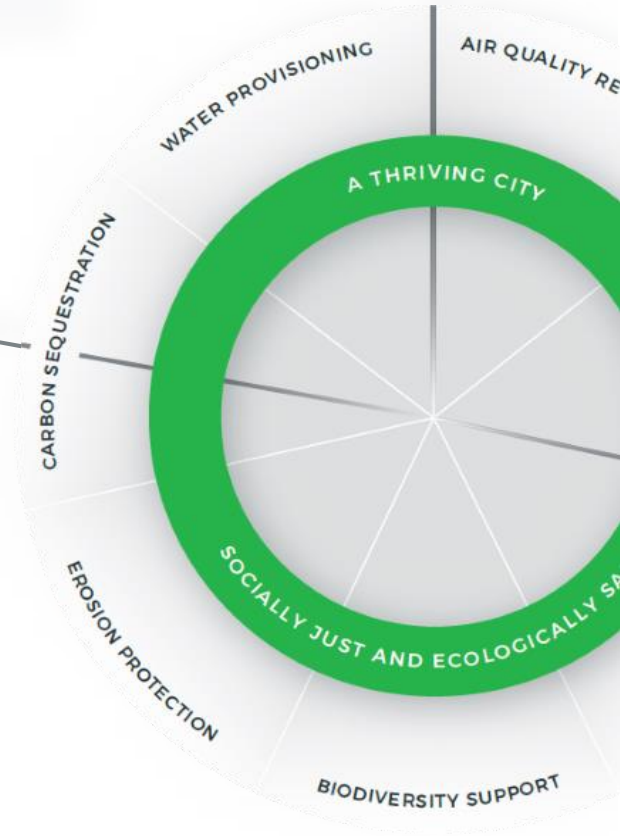 WATER PROVISIONING
AIR QUALITY RE
A THRIVING CITY
CARBON SEQUESTRATION
SOCIALLY JUST AND ECOLOGICALLY SA
EROSION PROTECTION
BIODIVERSITY SUPPORT